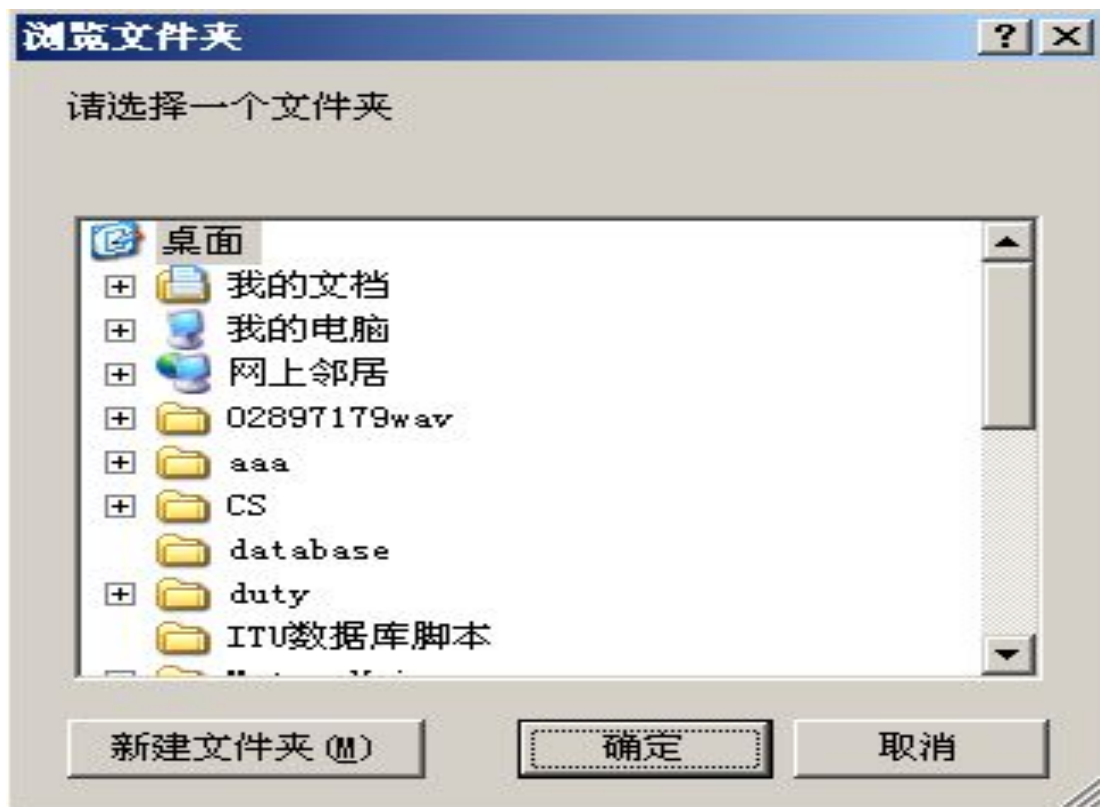 浏览文件夹
请选择一个文件夹
桌面
我的文档
我的电脑
网上邻居
02897179wav
aaa
CS
database
duty
ITU数据库脚本
新建文件夹(M) 确定 取消